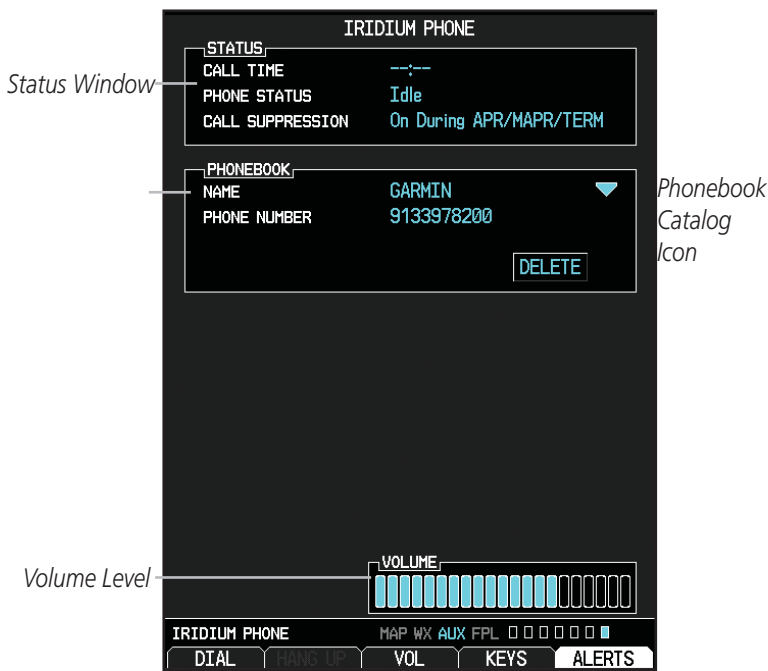 IRIDIUM PHONE
STATUS
CALL TIME --:--
Status Window
PHONE STATUS Idle
CALL SUPPRESSION On During APR/MAPR/TERM
PHONEBOOK
NAME GARMIN
PHONE NUMBER 9133978200
Phonebook
Catalog
Icon
DELETE
VOLUME
Volume Level
IRIDIUM PHONE MAP WX AUX FPL
DIAL HANG UP VOL KEYS ALERTS